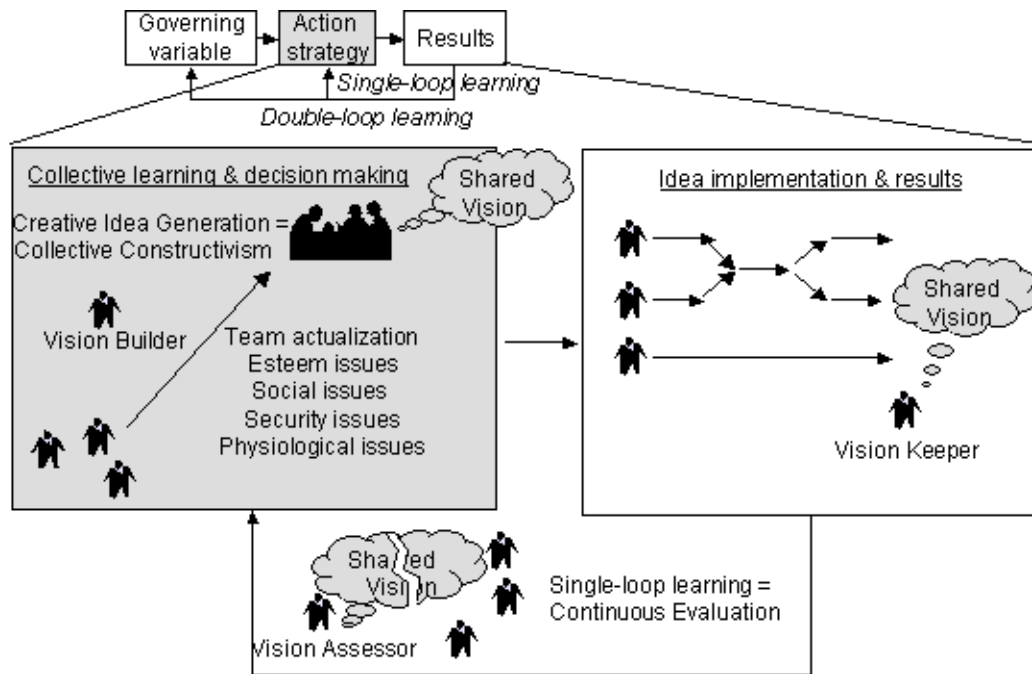 Governing
variable
Action
strategy
Results
Single-loop learning
Double-loop learning
Collective learning & decision making
Shared
Vision
Creative Idea Generation =
Collective Constructivism
Vision Builder
Team actualization
Esteem issues
Social issues
Security issues
Physiological issues
Idea implementation & results
Shared
Vision
Vision Keeper
Shared
Vision
Vision Assessor
Single-loop learning =
Continuous Evaluation